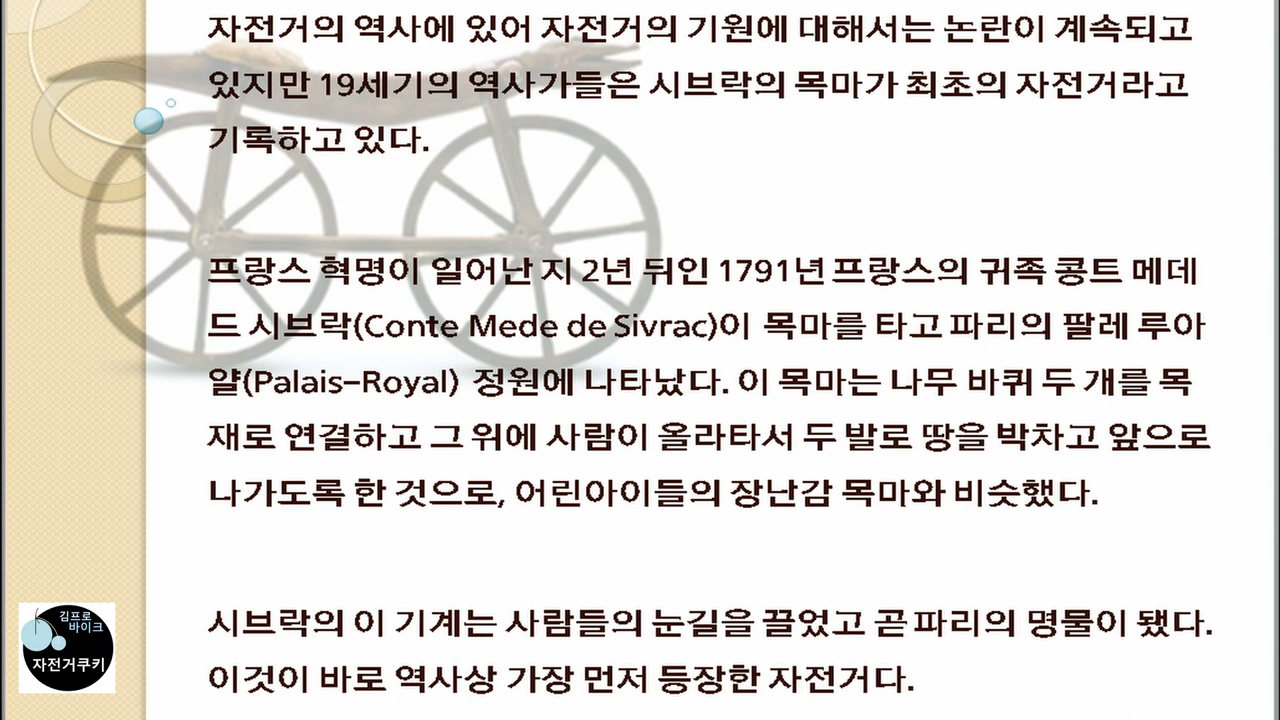 자전거의 역사에 있어 자전거의 기원에 대해서는 논란이 계속되고
있지만 19세기의 역사가들은 시브락의 목마가 최초의 자전거라고
기록하고 있다.
프랑스 혁명이 일어난 지 2년 뒤인 1791년 프랑스의 귀족 콩트 메데
드 시브락(Conte Mede de Sivrac)이 목마를 타고 파리의 팔레 루아
얄(Palais-Royal) 정원에 나타났다. 이 목마는 나무 바퀴 두 개를 목
재로 연결하고 그 위에 사람이 올라타서 두 발로 땅을 박차고 앞으로
나가도록 한 것으로, 어린아이들의 장난감 목마와 비슷했다.
시브락의 이 기계는 사람들의 눈길을 끌었고 곧 파리의 명물이 됐다.
이것이 바로 역사상 가장 먼저 등장한 자전거다.
김프로
바이크
자전거쿠키